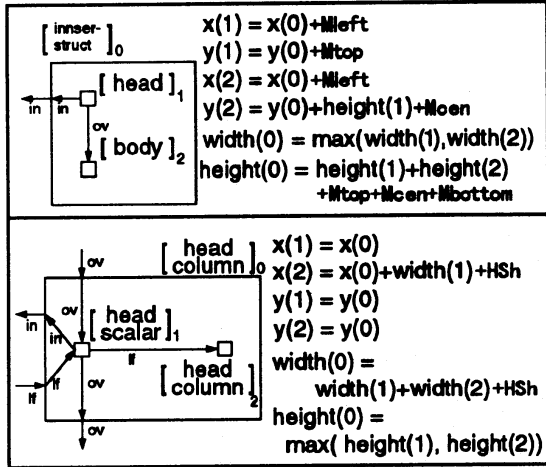 [ innser-struct ]0
x(1) = x(0)+Mleft
y(1) = y(0)+Mtop
x(2) = x(0)+Mleft
y(2) = y(0)+height(1)+Mcen
width(0) = max(width(1),width(2))
height(0) = height(1)+height(2)
+Mtop+Mcen+Mbottom
[ head ]1
in in
ov
[ body ]2
ov
[ head column ]0
x(1) = x(0)
x(2) = x(0)+width(1)+HSh
y(1) = y(0)
y(2) = y(0)
width(0) =
width(1)+width(2)+HSh
height(0) =
max( height(1), height(2))
ov
[ head scalar ]1
in in
lf
[ head column ]2
lf lf
ov
ov